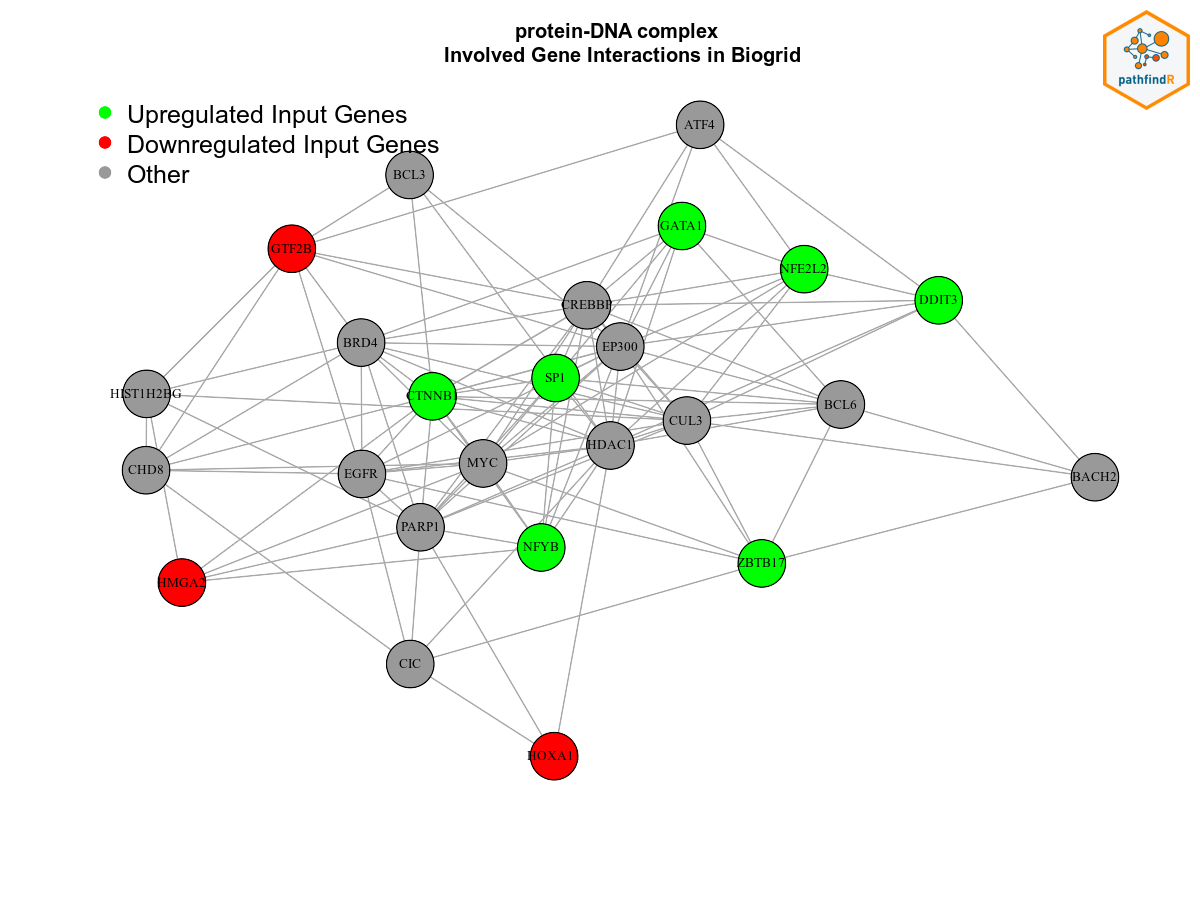 protein-DNA complex
Involved Gene Interactions in Biogrid
pathfindR
Upregulated Input Genes
Downregulated Input Genes
Other
ATF4
BCL3
GATA1
GTF2B
NFE2L2
DDIT3
CREBBP
BRD4
EP300
SP1
HIST1H2BG
CTNNB1
BCL6
CUL3
HDAC1
MYC
CHD8
EGFR
BACH2
PARP1
NFYB
ZBTB17
HMGA2
CIC
HOXA1